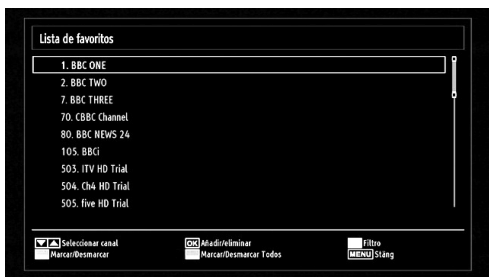 Lista de favoritos
1. BBC ONE
2. BBC TWO
7. BBC THREE
70. CBBC Channel
80. BBC NEWS 24
105. BBCi
503. ITV HD Trial
504. Ch4 HD Trial
505. five HD Trial
Seleccionar canal OK Añadir/eliminar Filtro
Marcar/Desmarcar Marcar/Desmarcar Todos MENU Stäng